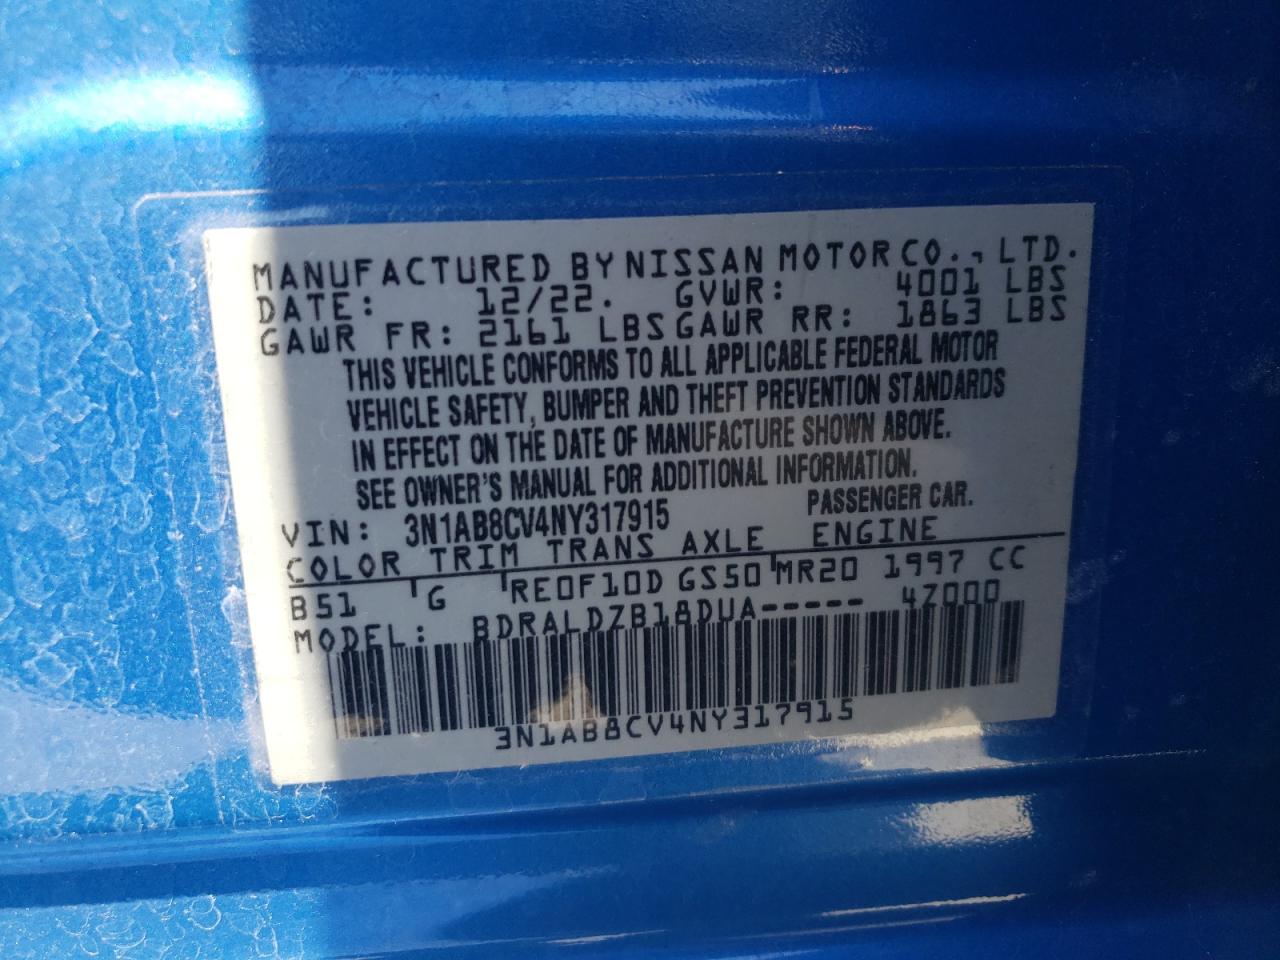 MANUFACTURED BY NISSAN MOTOR CO., LTD.
DATE: 12/22. GVWR: 4001 LBS
GAWR FR: 2161 LBS GAWR RR: 1863 LBS
THIS VEHICLE CONFORMS TO ALL APPLICABLE FEDERAL MOTOR
VEHICLE SAFETY, BUMPER AND THEFT PREVENTION STANDARDS
IN EFFECT ON THE DATE OF MANUFACTURE SHOWN ABOVE.
SEE OWNER'S MANUAL FOR ADDITIONAL INFORMATION.
VIN: 3N1AB8CV4NY317915 PASSENGER CAR.
COLOR TRIM TRANS AXLE ENGINE
B51 G RE0F10D GS50 MR20 1997 CC
MODEL: BDRALDZB18DUA----- 4Z000
3N1AB8CV4NY317915